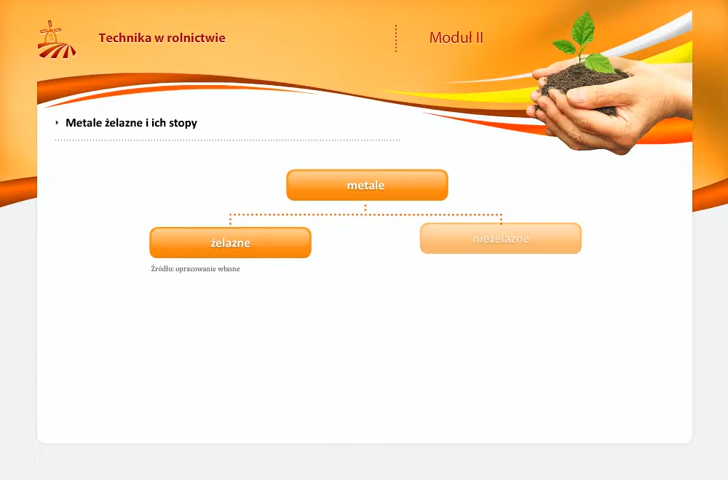 Technika w rolnictwie
Moduł II
Metale żelazne i ich stopy
metale
żelazne
nieżelazne
Źródło: opracowanie własne